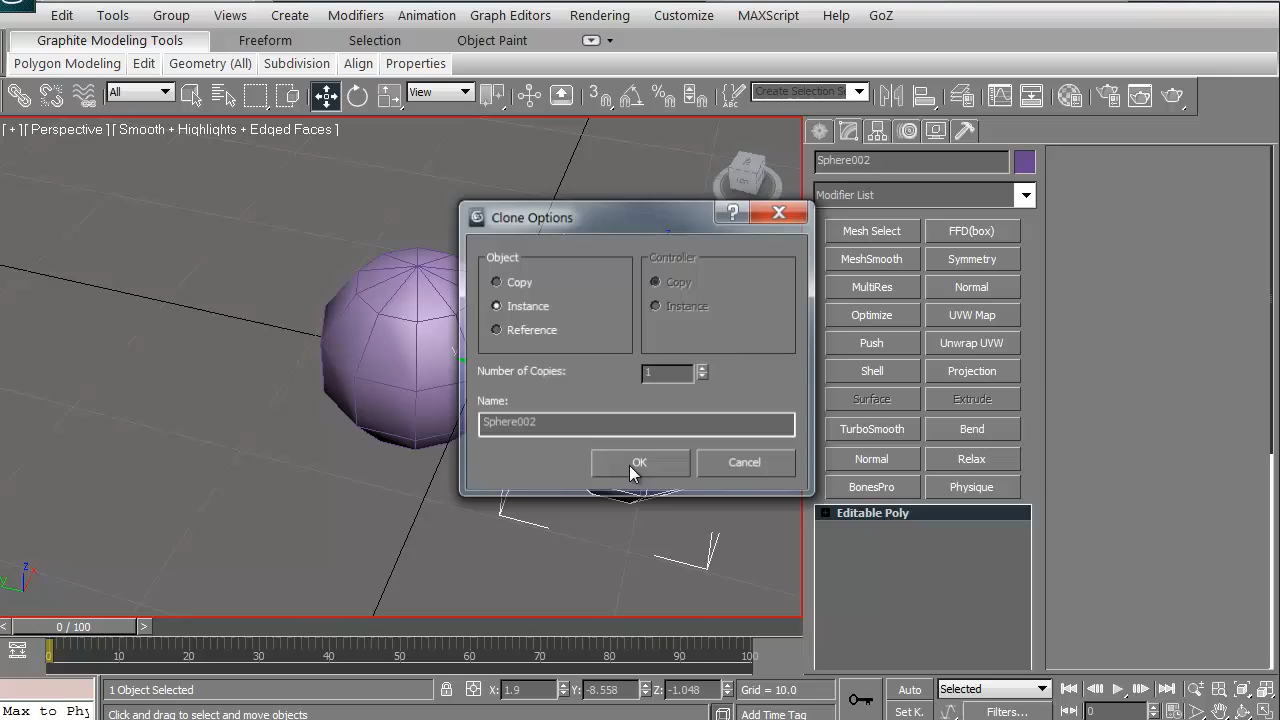 Edit Tools Group Views Create Modifiers Animation Graph Editors Rendering Customize MAXScript Help GoZ
Graphite Modeling Tools Freeform Selection Object Paint
Polygon Modeling Edit Geometry (All) Subdivision Align Properties
All View Create Selection Se
[ + ] [ Perspective ] [ Smooth + Highlights + Edged Faces ]
Sphere002
Modifier List
Clone Options
Mesh Select FFD(box)
MeshSmooth Symmetry
MultiRes Normal
Optimize UVW Map
Push Unwrap UVW
Shell Projection
Surface Extrude
TurboSmooth Bend
Normal Relax
BonesPro Physique
Editable Poly
Object Controller
Copy Copy
Instance Instance
Reference
Number of Copies: 1
Name:
Sphere002
OK Cancel
z
y
z
x
y
< 0 / 100 >
0 10 20 30 40 50 60 70 80 90 100
1 Object Selected X: 1.9 Y: -8.558 Z: -1.048 Grid = 10.0 Auto Selected
Max to Phy Click and drag to select and move objects Add Time Tag Set K. Filters... 0